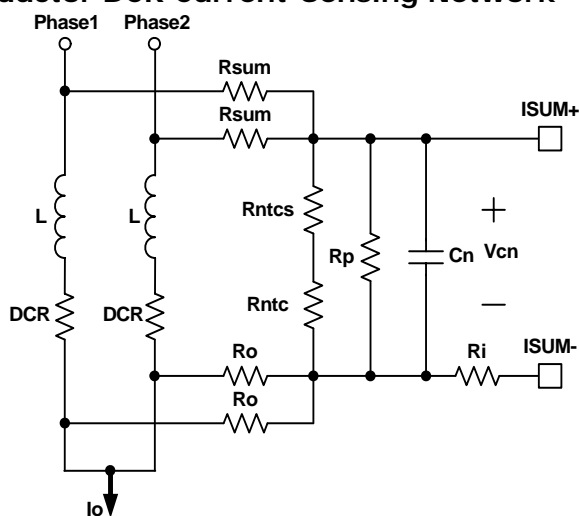 Phase1 Phase2
Rsum
Rsum
ISUM+
L
L
Rntcs
Rp
Cn
+
Vcn
−
DCR
DCR
Rntc
Ro
Ri
ISUM-
Ro
Io